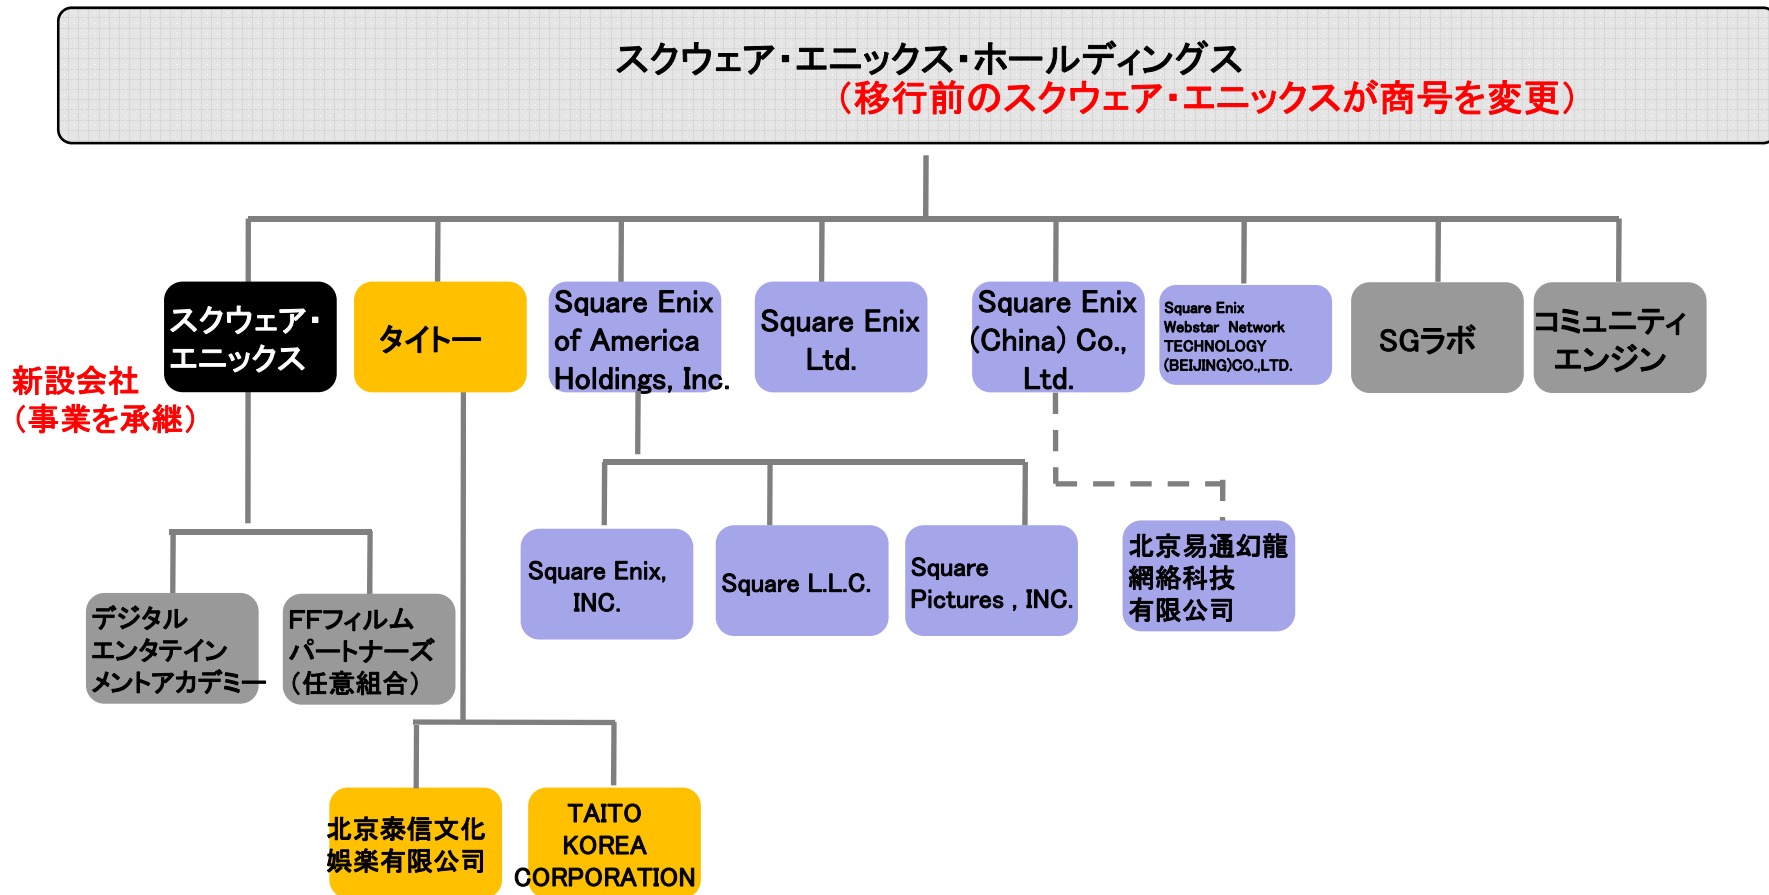 スクウェア・エニックス・ホールディングス
（移行前のスクウェア・エニックスが商号を変更）
スクウェア・
エニックス
タイトー
Square Enix
of America
Holdings, Inc.
Square Enix
Ltd.
Square Enix
(China) Co.,
Ltd.
Square Enix
Webstar Network
TECHNOLOGY
(BEIJING)CO.,LTD.
SGラボ
コミュニティ
エンジン
新設会社
（事業を承継）
Square Enix,
INC.
Square L.L.C.
Square
Pictures , INC.
北京易通幻龍
網絡科技
有限公司
デジタル
エンタテイン
メントアカデミー
FFフィルム
パートナーズ
（任意組合）
北京泰信文化
娯楽有限公司
TAITO
KOREA
CORPORATION